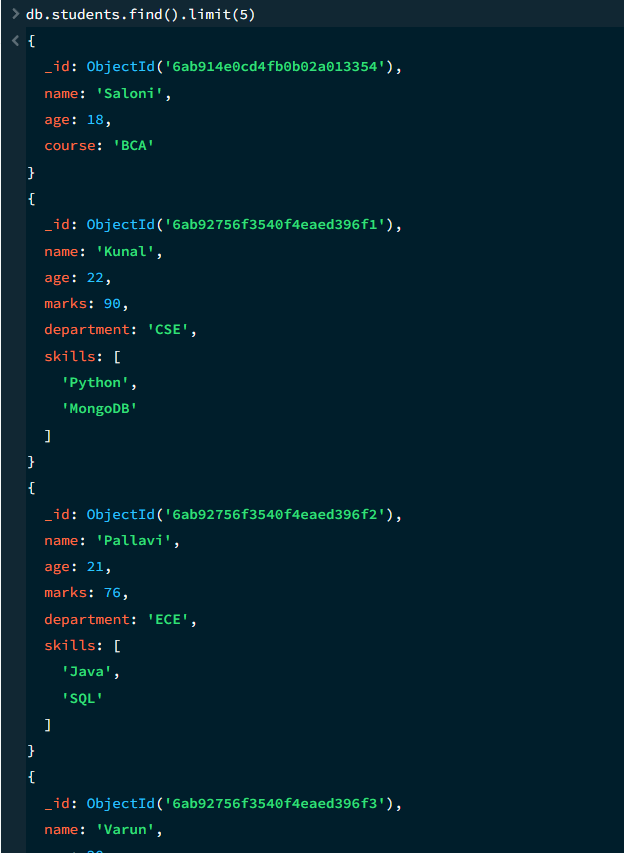 db.students.find().limit(5)
{
_id: ObjectId('6ab914e0cd4fb0b02a013354'),
name: 'Saloni',
age: 18,
course: 'BCA'
}
{
_id: ObjectId('6ab92756f3540f4eaed396f1'),
name: 'Kunal',
age: 22,
marks: 90,
department: 'CSE',
skills: [
'Python',
'MongoDB'
]
}
{
_id: ObjectId('6ab92756f3540f4eaed396f2'),
name: 'Pallavi',
age: 21,
marks: 76,
department: 'ECE',
skills: [
'Java',
'SQL'
]
}
{
_id: ObjectId('6ab92756f3540f4eaed396f3'),
name: 'Varun',